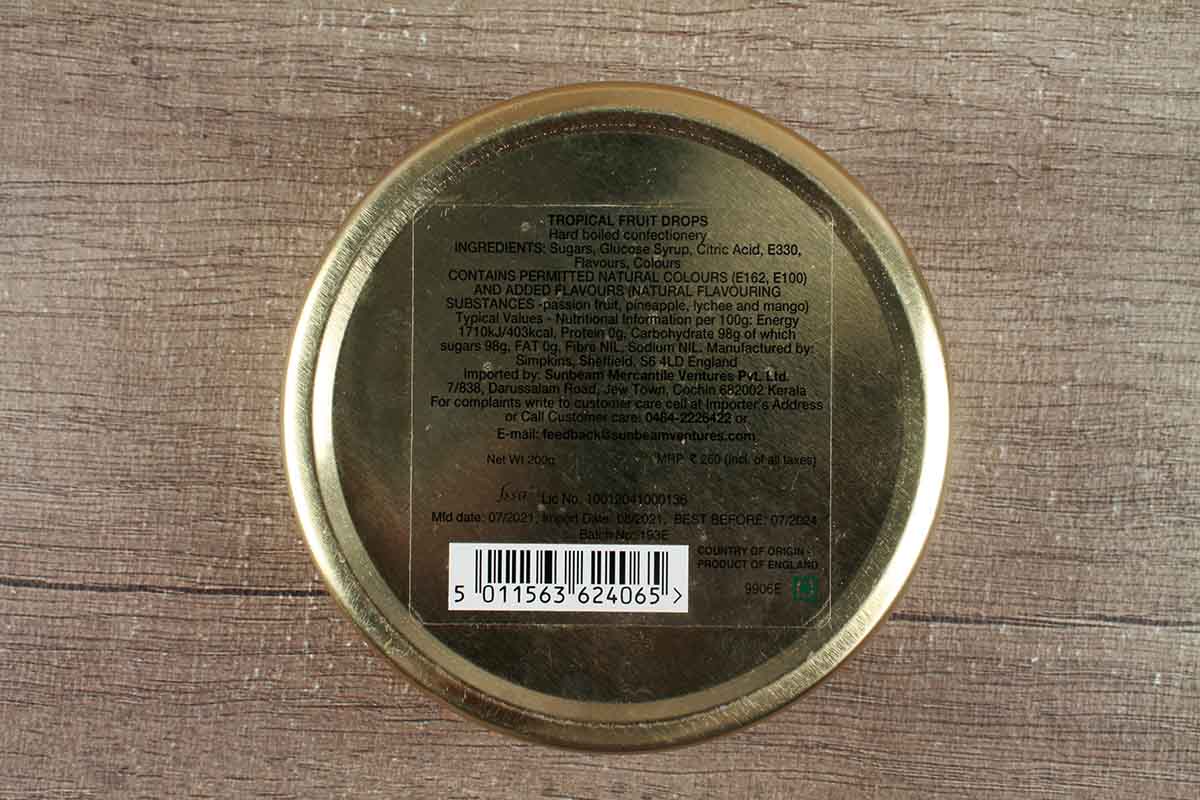 TROPICAL FRUIT DROPS
Hard boiled confectionery
INGREDIENTS: Sugars, Glucose Syrup, Citric Acid, E330,
Flavours, Colours
CONTAINS PERMITTED NATURAL COLOURS (E162, E100)
AND ADDED FLAVOURS (NATURAL FLAVOURING
SUBSTANCES -passion fruit, pineapple, lychee and mango)
Typical Values - Nutritional Information per 100g: Energy
1710kJ/403kcal, Protein 0g, Carbohydrate 98g of which
sugars 98g, FAT 0g, Fibre NIL, Sodium NIL. Manufactured by:
Simpkins, Sheffield, S6 4LD England
Imported by: Sunbeam Mercantile Ventures Pvt. Ltd.
7/838, Darussalam Road, Jew Town, Cochin 682002 Kerala
For complaints write to customer care cell at Importer's Address
or Call Customer care: 0484-2226422 or
E-mail: feedback@sunbeamventures.com
Net Wt 200g MRP ₹ 260 (incl. of all taxes)
fssai Lic No. 10012041000136
Mfd date: 07/2021, Import Date: 08/2021, BEST BEFORE: 07/2024
Batch No: 193E
COUNTRY OF ORIGIN -
PRODUCT OF ENGLAND
9906E
5 011563 624065 >